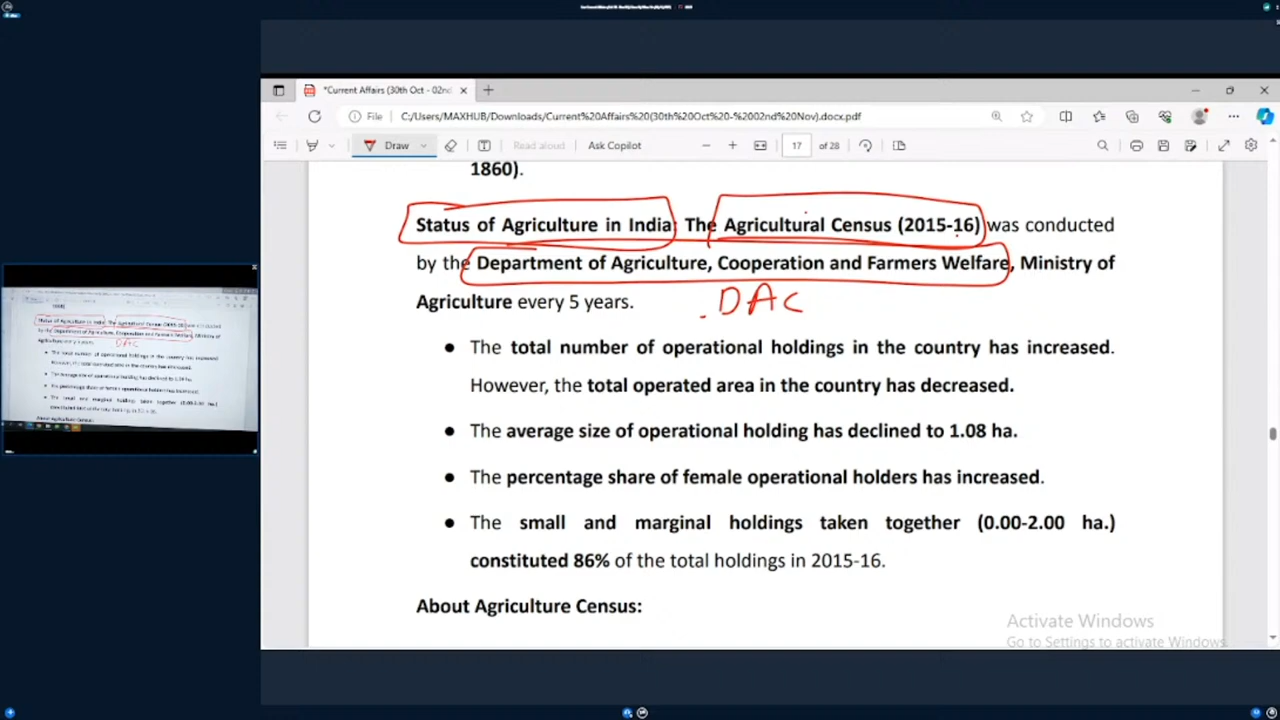 *Current Affairs (30th Oct - 02nd
File
C:/Users/MAXHUB/Downloads/Current%20Affairs%20(30th%20Oct%20-%2002nd%20Nov).docx.pdf
Draw
Read aloud
Ask Copilot
17 of 28
1860).
Status of Agriculture in India: The Agricultural Census (2015-16) was conducted
by the Department of Agriculture, Cooperation and Farmers Welfare, Ministry of
Agriculture every 5 years.
DAC
● The total number of operational holdings in the country has increased.
However, the total operated area in the country has decreased.
● The average size of operational holding has declined to 1.08 ha.
● The percentage share of female operational holders has increased.
● The small and marginal holdings taken together (0.00-2.00 ha.)
constituted 86% of the total holdings in 2015-16.
About Agriculture Census:
Activate Windows
Go to Settings to activate Windows